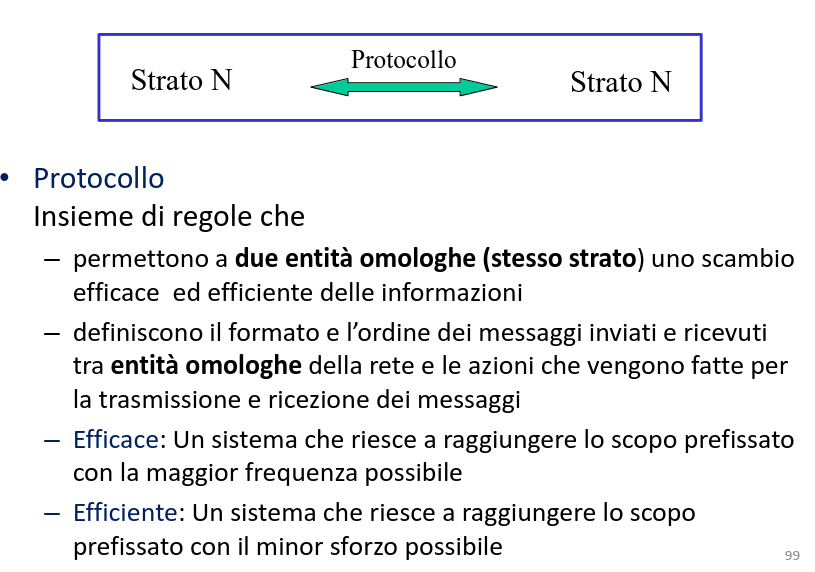 Protocollo
Strato N
Strato N
• Protocollo
Insieme di regole che
– permettono a due entità omologhe (stesso strato) uno scambio
efficace ed efficiente delle informazioni
– definiscono il formato e l’ordine dei messaggi inviati e ricevuti
tra entità omologhe della rete e le azioni che vengono fatte per
la trasmissione e ricezione dei messaggi
– Efficace: Un sistema che riesce a raggiungere lo scopo prefissato
con la maggior frequenza possibile
– Efficiente: Un sistema che riesce a raggiungere lo scopo
prefissato con il minor sforzo possibile
99